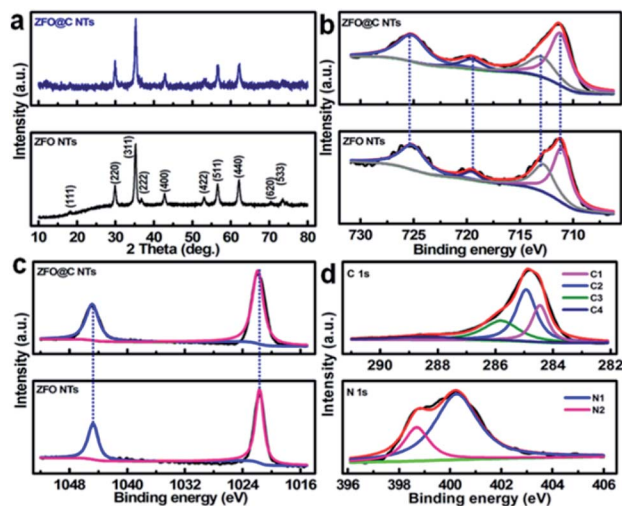 a
ZFO@C NTs
ZFO NTs
(111)
(220)
(311)
(222)
(400)
(422)
(511)
(440)
(620)
(533)
10 20 30 40 50 60 70 80
2 Theta (deg.)
Intensity (a.u.)
b
ZFO@C NTs
ZFO NTs
730 725 720 715 710
Binding energy (eV)
Intensity (a.u.)
c
ZFO@C NTs
ZFO NTs
1048 1040 1032 1024 1016
Binding energy (eV)
Intensity (a.u.)
d
C 1s
C1
C2
C3
C4
290 288 286 284 282
N 1s
N1
N2
396 398 400 402 404 406
Binding energy (eV)
Intensity (a.u.)